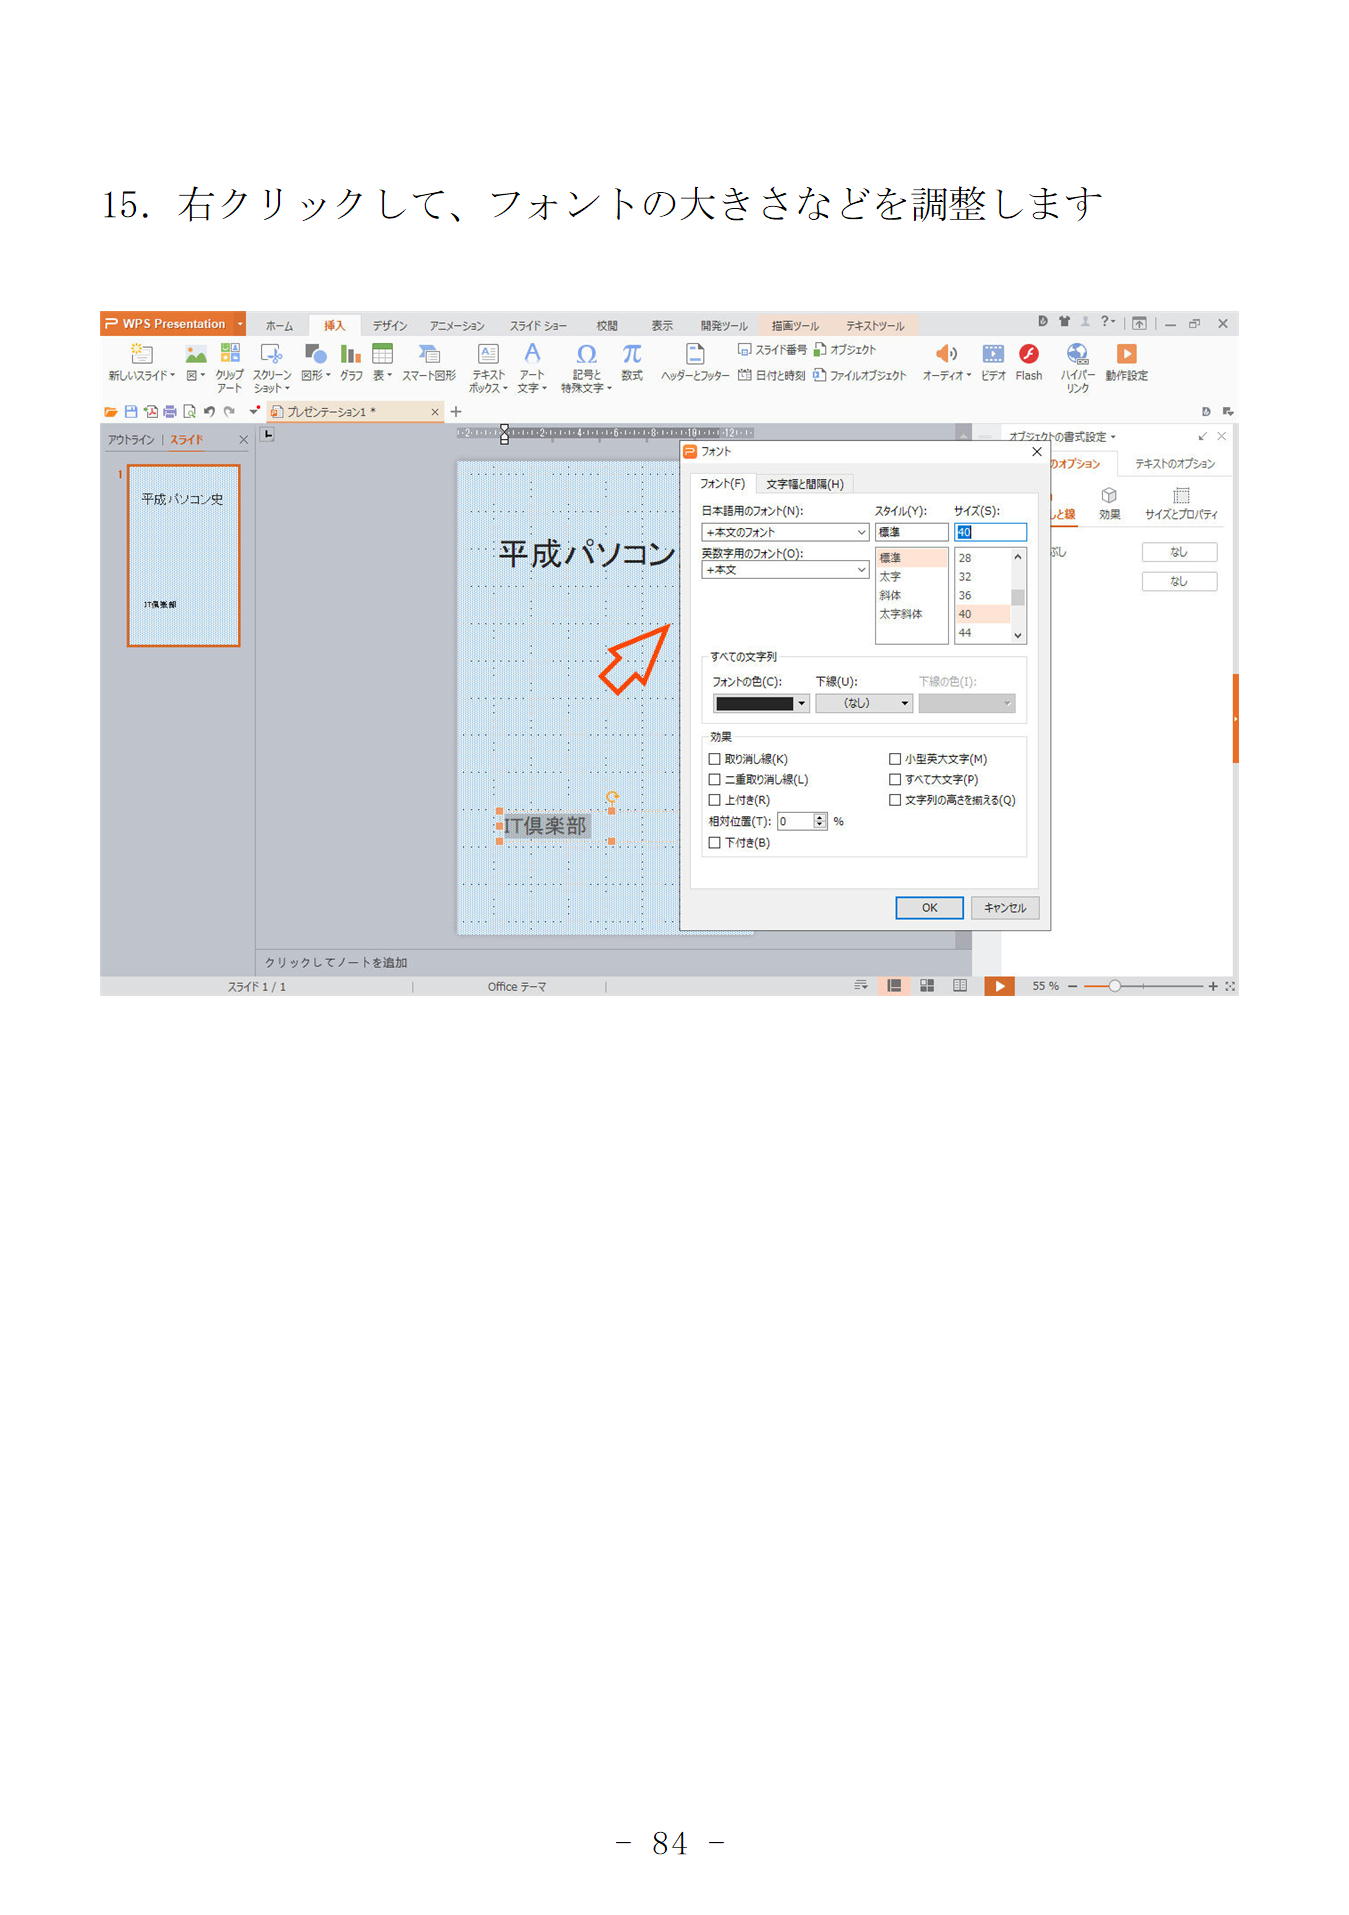 15. 右クリックして、フォントの大きさなどを調整します
WPS Presentation ホーム 挿入 デザイン アニメーション スライド ショー 校閲 表示 開発ツール 描画ツール テキストツール
新しいスライド 図 クリップ アート スクリーン ショット 図形 グラフ 表 スマート図形 テキスト ボックス アート 文字 記号と 特殊文字 数式 ヘッダーとフッター スライド番号 オブジェクト 日付と時刻 ファイルオブジェクト オーディオ ビデオ Flash ハイパー リンク 動作設定
プレゼンテーション1 *
アウトライン スライド
オブジェクトの書式設定
のオプション テキストのオプション
しと線 効果 サイズとプロパティ
ぶし なし
なし
1
平成パソコン史
IT倶楽部
平成パソコン
IT倶楽部
フォント
フォント(F) 文字幅と間隔(H)
日本語用のフォント(N): スタイル(Y): サイズ(S):
+本文のフォント 標準 40
英数字用のフォント(O):
+本文
標準 28
太字 32
斜体 36
太字斜体 40
44
すべての文字列
フォントの色(C): 下線(U): 下線の色(I):
(なし)
効果
取り消し線(K) 小型英大文字(M)
二重取り消し線(L) すべて大文字(P)
上付き(R) 文字列の高さを揃える(Q)
相対位置(T): 0 %
下付き(B)
OK キャンセル
クリックしてノートを追加
スライド 1 / 1 Office テーマ 55 %
- 84 -